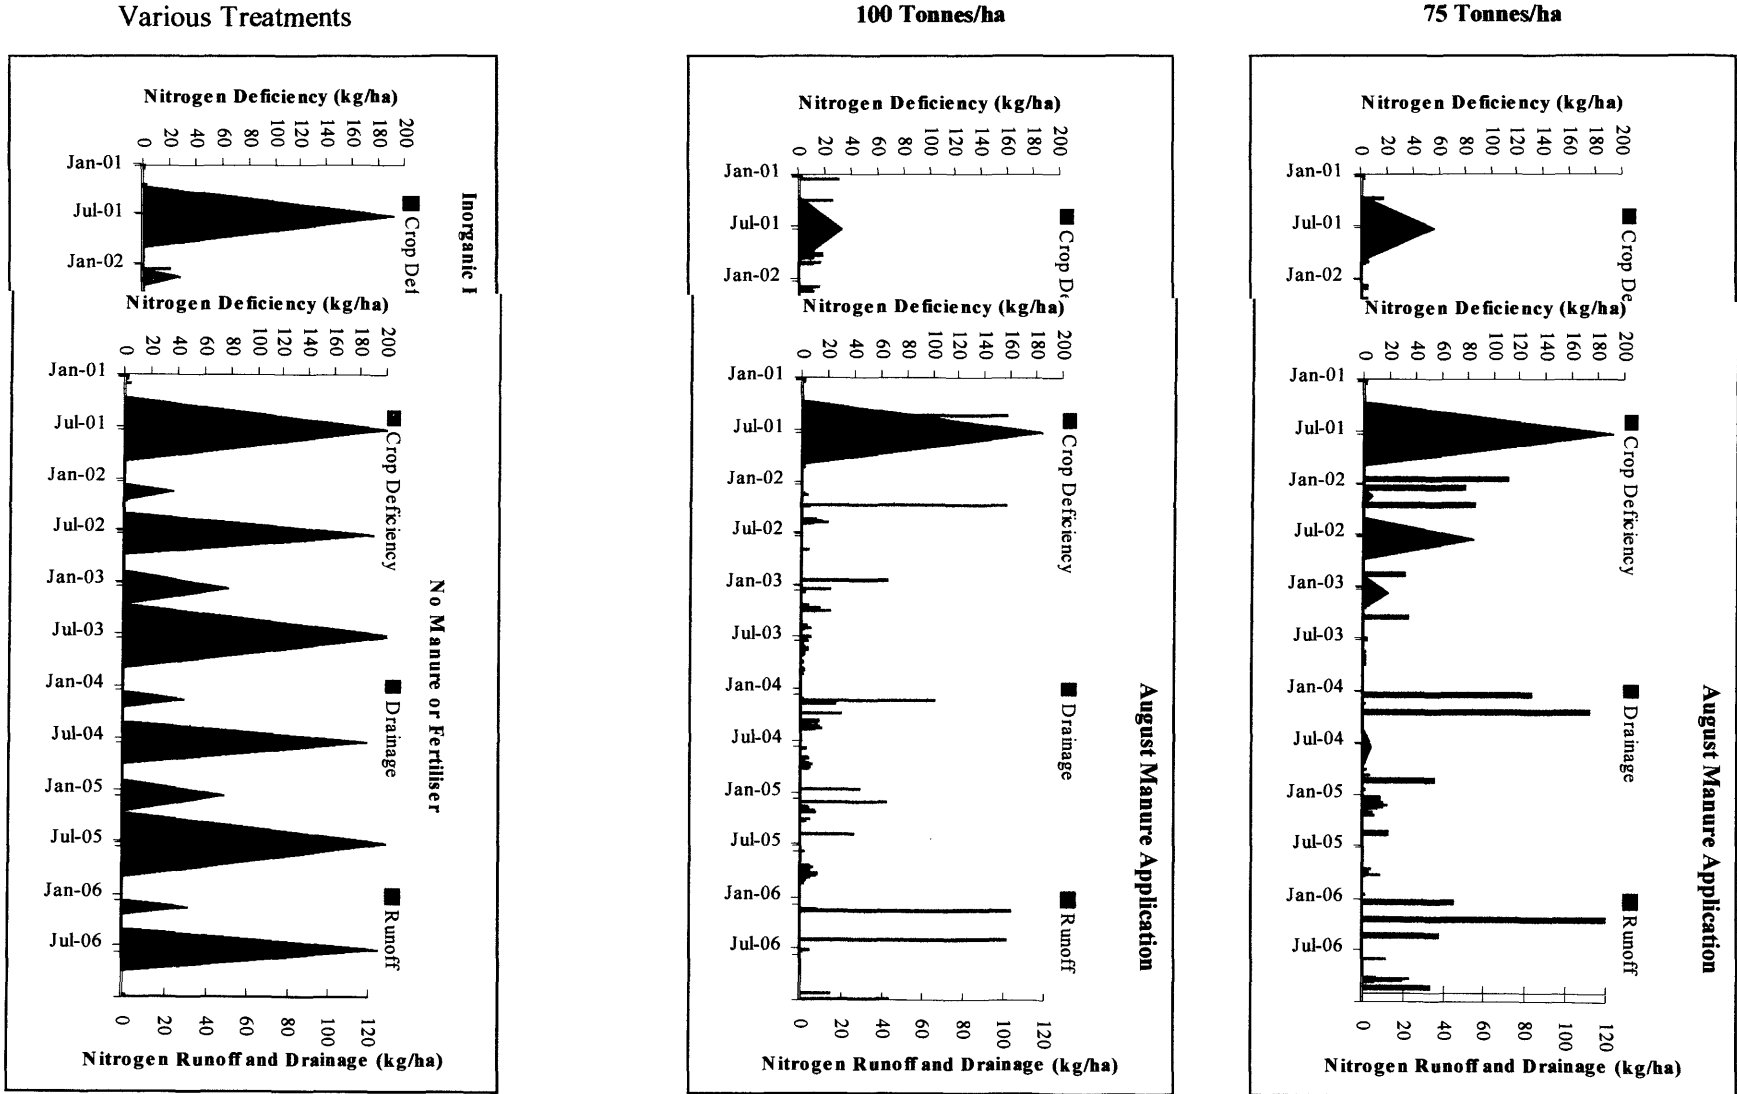 Various Treatments
100 Tonnes/ha
75 Tonnes/ha
Nitrogen Deficiency (kg/ha)
0 20 40 60 80 100 120 140 160 180 200
Jan-01
Jul-01
Jan-02
Crop Def
Inorganic
Nitrogen Deficiency (kg/ha)
0 20 40 60 80 100 120 140 160 180 200
Jan-01
Jul-01
Jan-02
Jul-02
Jan-03
Jul-03
Jan-04
Jul-04
Jan-05
Jul-05
Jan-06
Jul-06
Crop Deficiency
Drainage
Runoff
No Manure or Fertiliser
0 20 40 60 80 100 120
Nitrogen Runoff and Drainage (kg/ha)
Nitrogen Deficiency (kg/ha)
0 20 40 60 80 100 120 140 160 180 200
Jan-01
Jul-01
Jan-02
Crop De
Nitrogen Deficiency (kg/ha)
0 20 40 60 80 100 120 140 160 180 200
Jan-01
Jul-01
Jan-02
Jul-02
Jan-03
Jul-03
Jan-04
Jul-04
Jan-05
Jul-05
Jan-06
Jul-06
Crop Deficiency
Drainage
Runoff
August Manure Application
0 20 40 60 80 100 120
Nitrogen Runoff and Drainage (kg/ha)
Nitrogen Deficiency (kg/ha)
0 20 40 60 80 100 120 140 160 180 200
Jan-01
Jul-01
Jan-02
Crop De
Nitrogen Deficiency (kg/ha)
0 20 40 60 80 100 120 140 160 180 200
Jan-01
Jul-01
Jan-02
Jul-02
Jan-03
Jul-03
Jan-04
Jul-04
Jan-05
Jul-05
Jan-06
Jul-06
Crop Deficiency
Drainage
Runoff
August Manure Application
0 20 40 60 80 100 120
Nitrogen Runoff and Drainage (kg/ha)